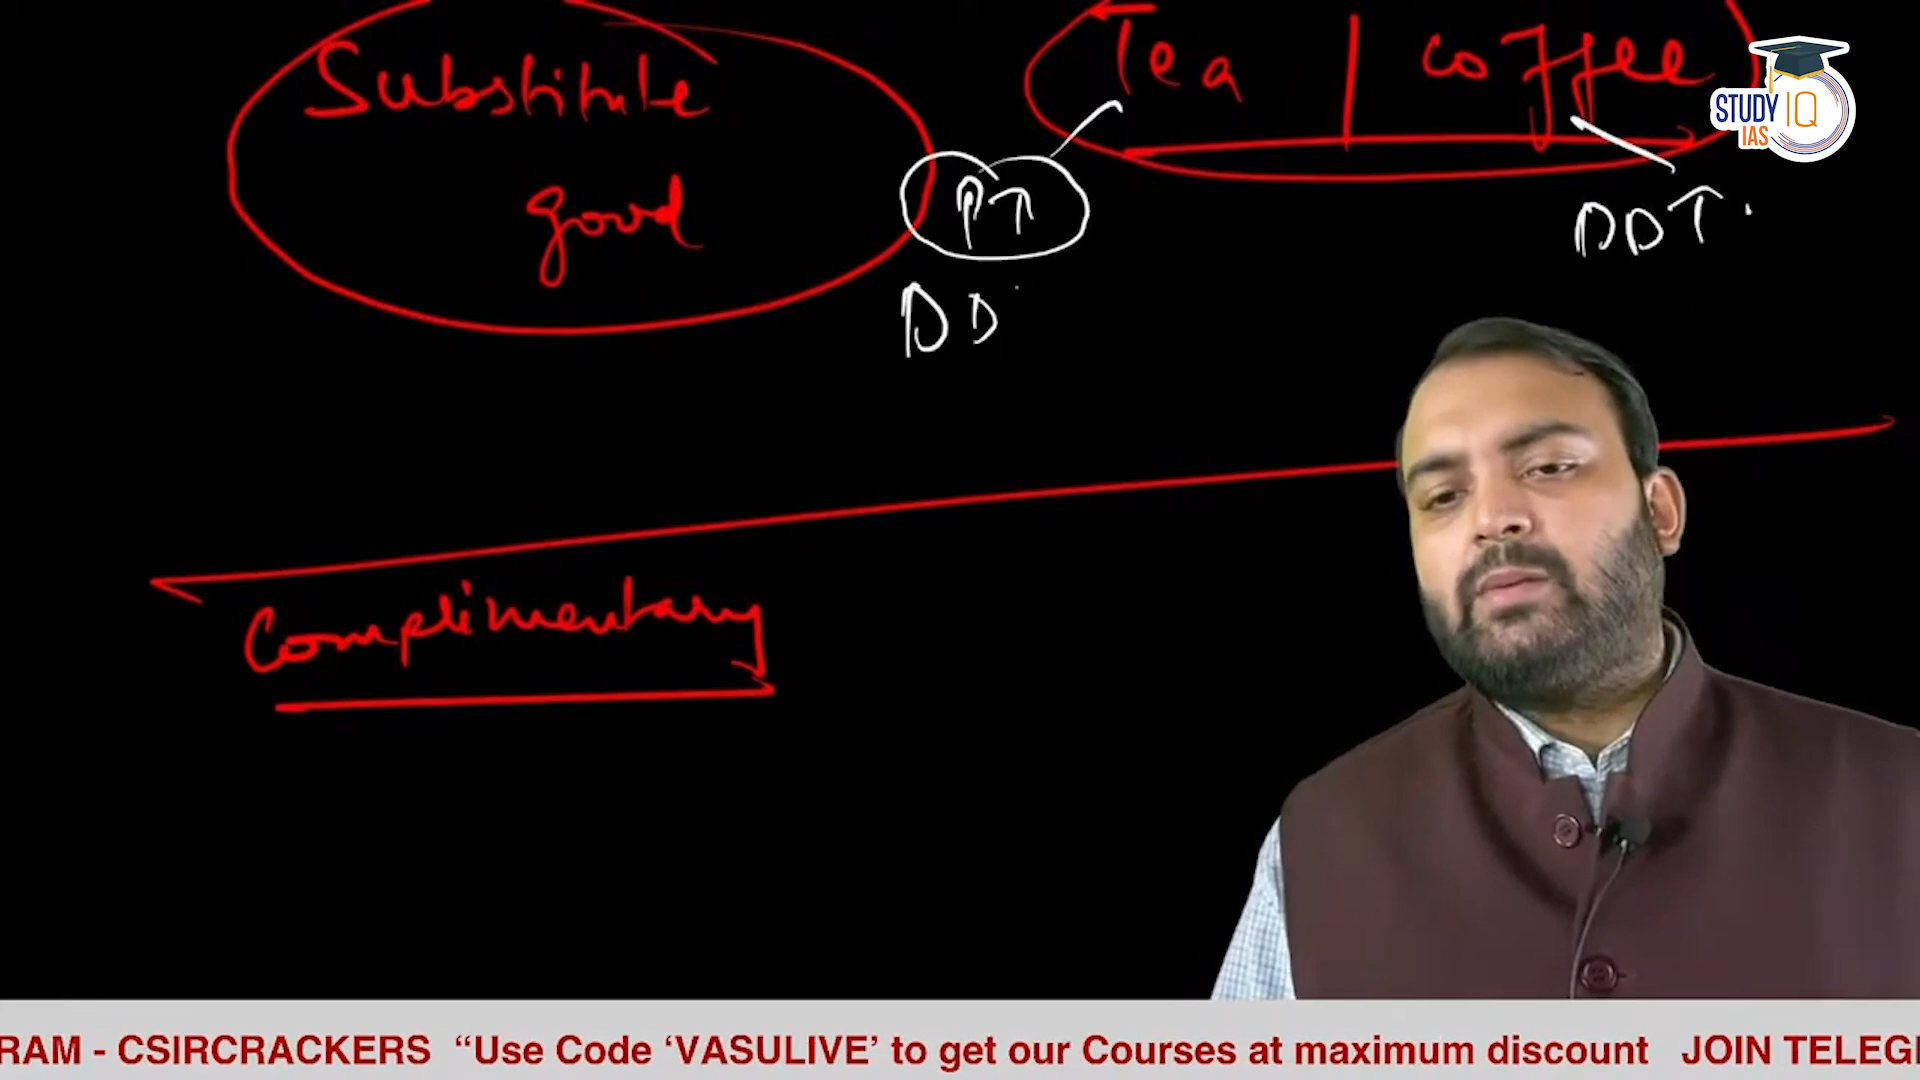 Substitute
good
Tea | coffee
P↑
DD
DD↑
Complimentary
STUDY IQ
IAS
RAM - CSIRCRACKERS “Use Code ‘VASULIVE’ to get our Courses at maximum discount JOIN TELEG